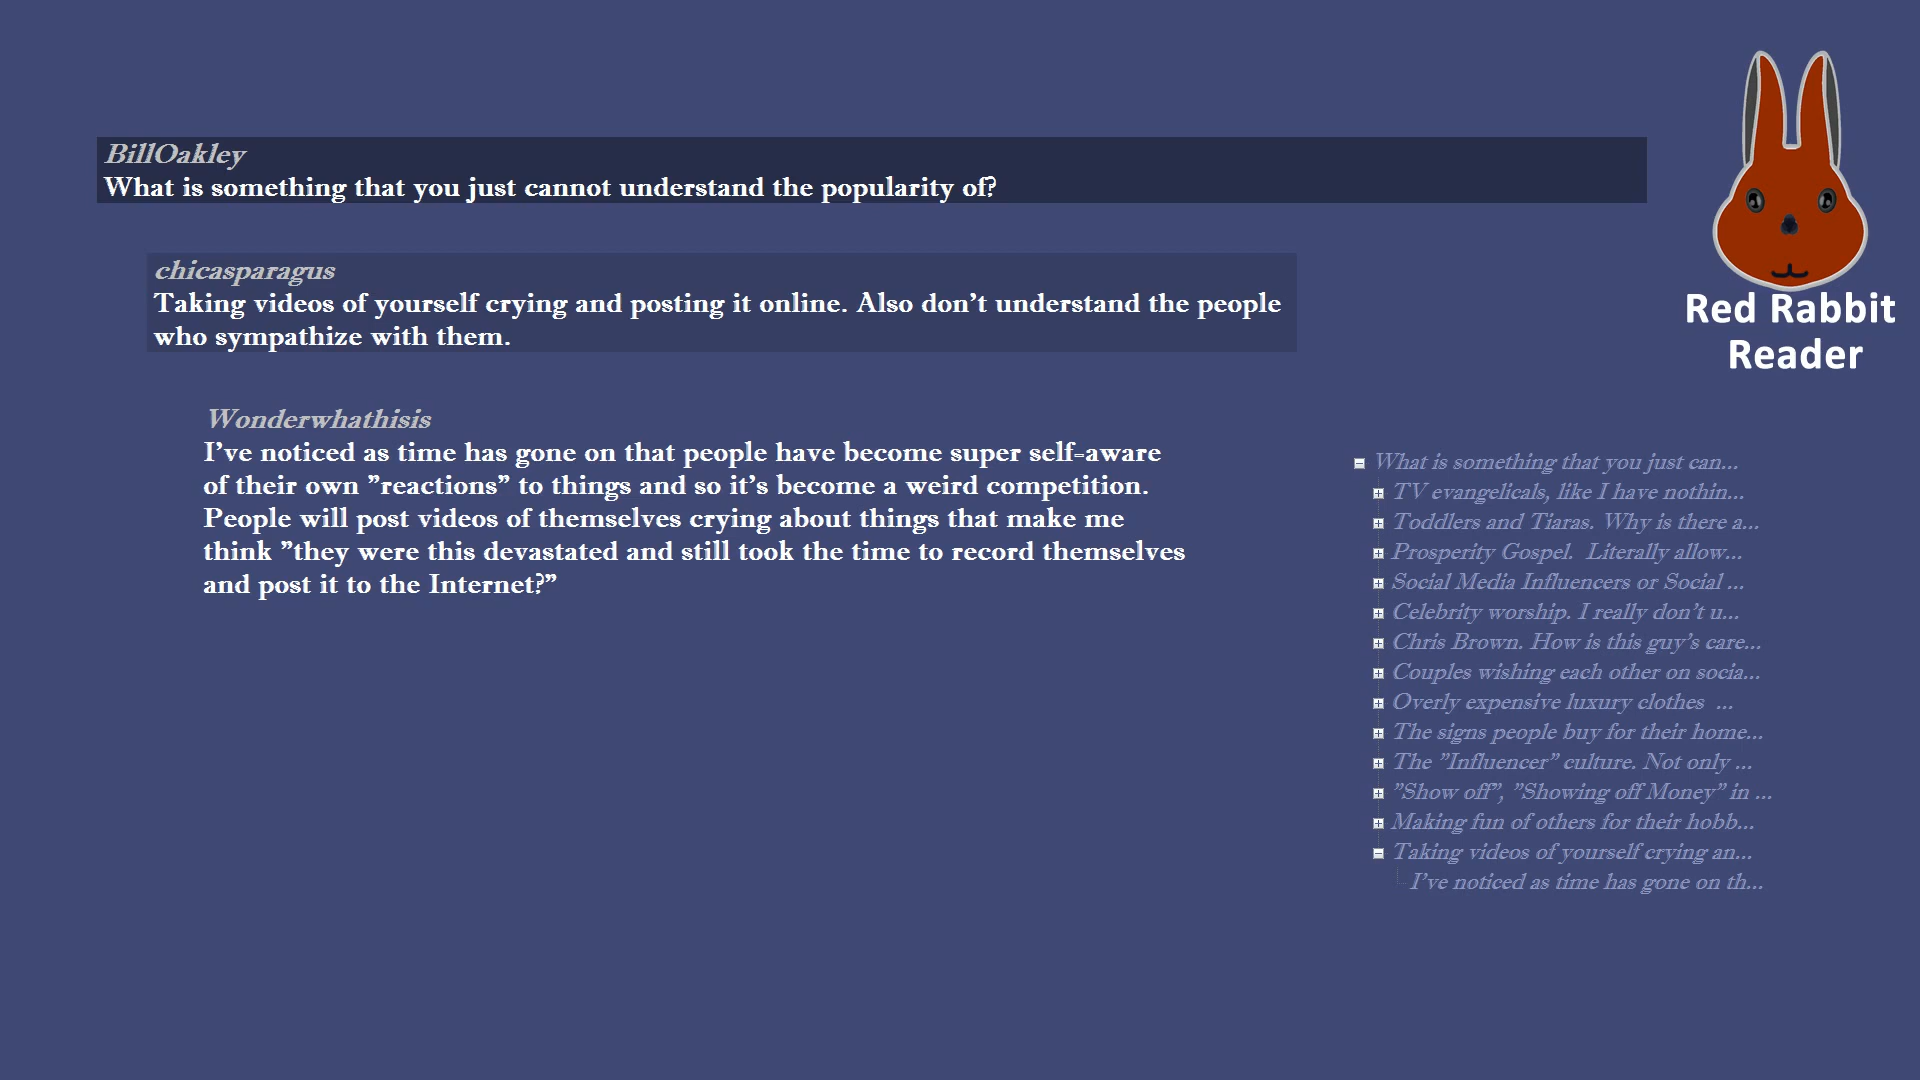 BillOakley
What is something that you just cannot understand the popularity of?
chicasparagus
Taking videos of yourself crying and posting it online. Also don't understand the people
who sympathize with them.
Wonderwhathisis
I've noticed as time has gone on that people have become super self-aware
of their own "reactions" to things and so it's become a weird competition.
People will post videos of themselves crying about things that make me
think "they were this devastated and still took the time to record themselves
and post it to the Internet?"
Red Rabbit
Reader
What is something that you just can...
TV evangelicals, like I have nothin...
Toddlers and Tiaras. Why is there a...
Prosperity Gospel.  Literally allow...
Social Media Influencers or Social ...
Celebrity worship. I really don't u...
Chris Brown. How is this guy's care...
Couples wishing each other on socia...
Overly expensive luxury clothes  ...
The signs people buy for their home...
The "Influencer" culture. Not only ...
"Show off", "Showing off Money" in ...
Making fun of others for their hobb...
Taking videos of yourself crying an...
I've noticed as time has gone on th...